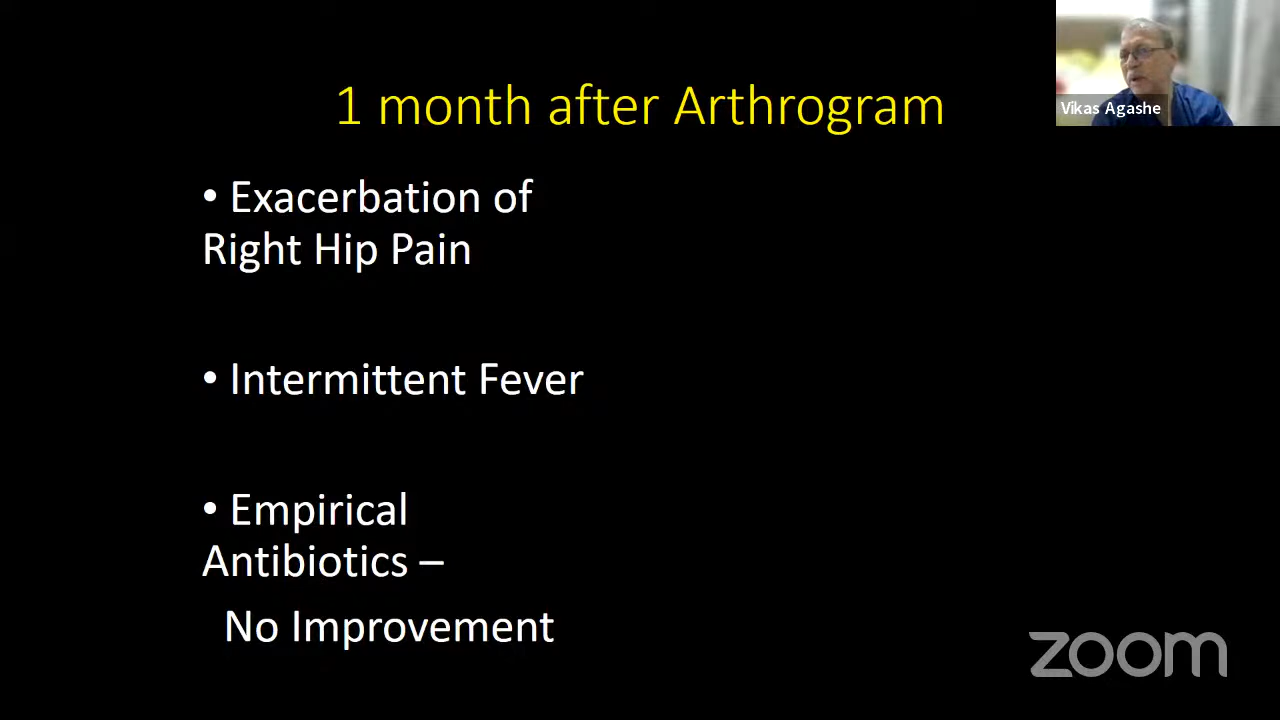 1 month after Arthrogram
Vikas Agashe
• Exacerbation of
Right Hip Pain
• Intermittent Fever
• Empirical
Antibiotics –
No Improvement
zoom